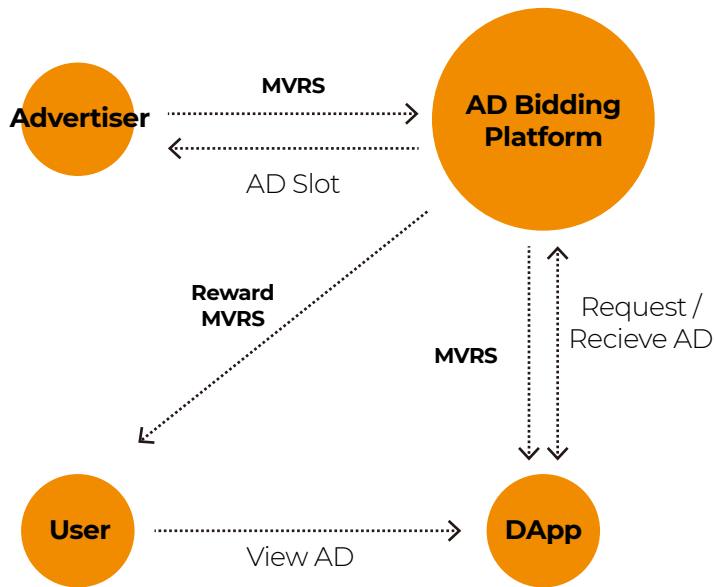 MVRS
Advertiser
AD Bidding
Platform
AD Slot
Reward
MVRS
Request /
Recieve AD
MVRS
User
DApp
View AD